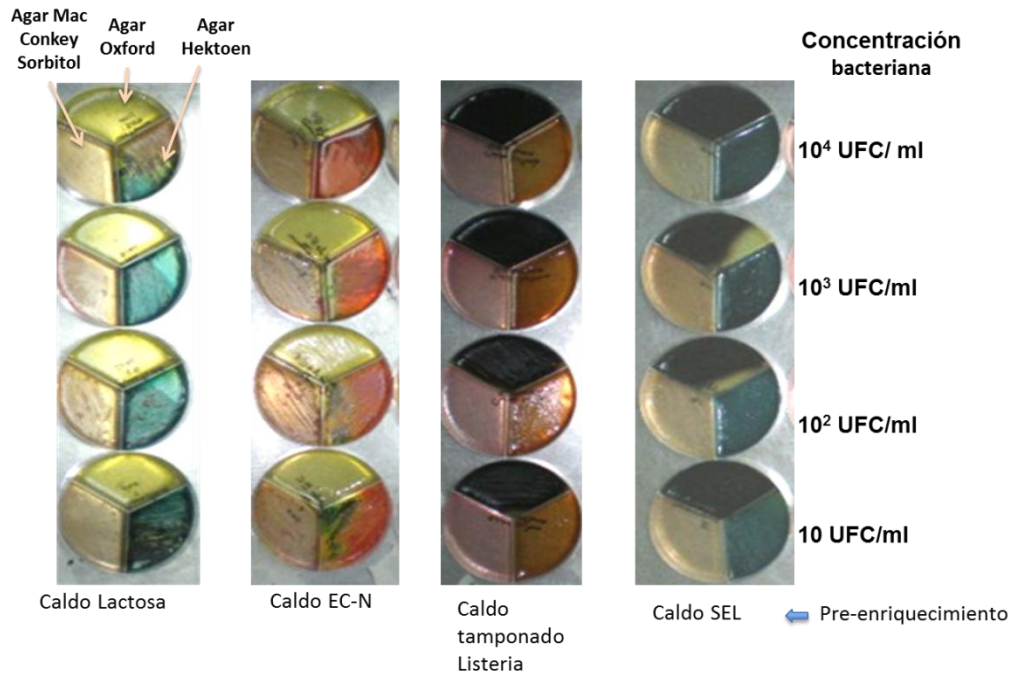 Agar Mac
Conkey
Sorbitol
Agar
Oxford
Agar
Hektoen
Concentración
bacteriana
10⁴ UFC/ ml
10³ UFC/ml
10² UFC/ml
10 UFC/ml
Caldo Lactosa
Caldo EC-N
Caldo
tamponado
Listeria
Caldo SEL
Pre-enriquecimiento